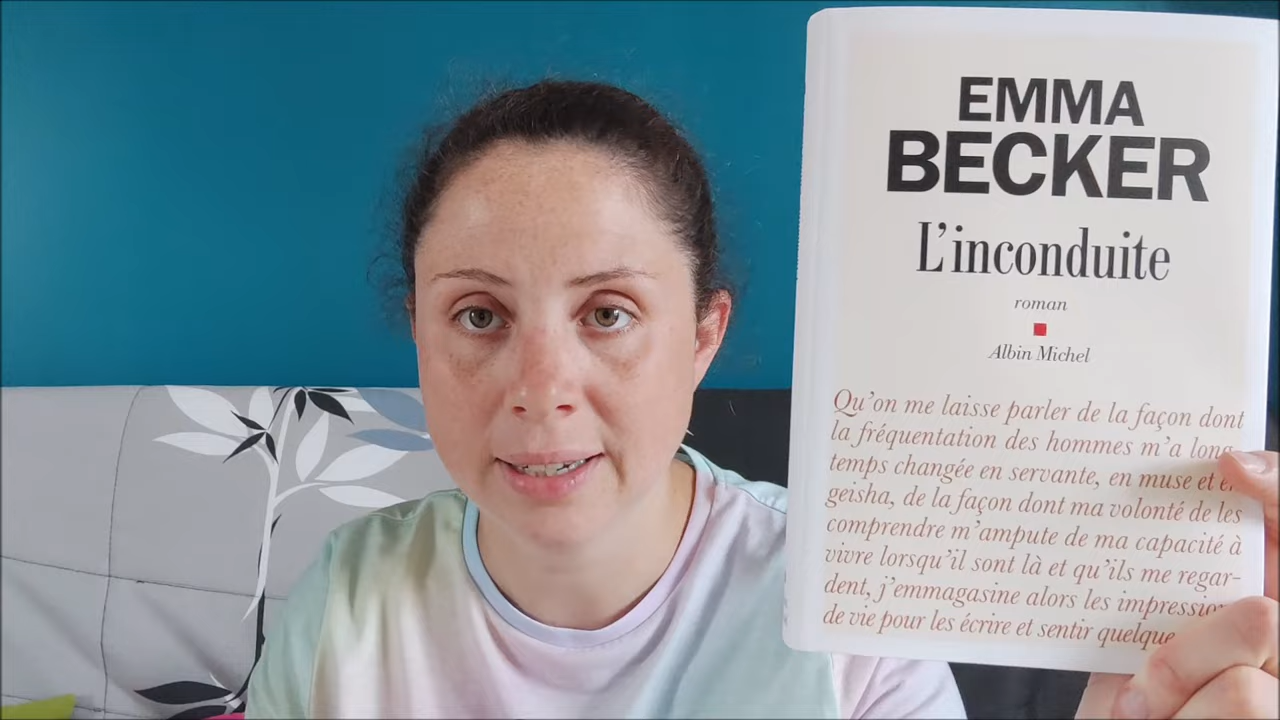 EMMA
BECKER
L'inconduite
roman
Albin Michel
Qu'on me laisse parler de la façon dont
la fréquentation des hommes m'a long-
temps changée en servante, en muse et en
geisha, de la façon dont ma volonté de les
comprendre m'ampute de ma capacité à
vivre lorsqu'il sont là et qu'ils me regar-
dent, j'emmagasine alors les impressions
de vie pour les écrire et sentir quelque